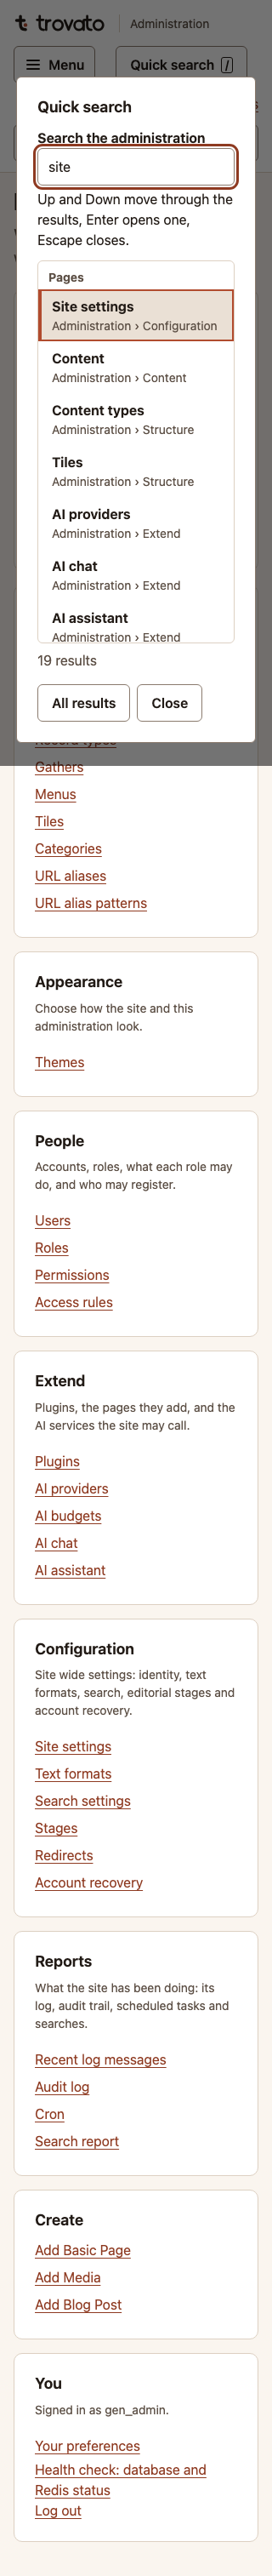 trovato
Administration
Menu
Quick search /
Quick search
Search the administration
site
Up and Down move through the
results, Enter opens one,
Escape closes.
Pages
Site settings
Administration › Configuration
Content
Administration › Content
Content types
Administration › Structure
Tiles
Administration › Structure
AI providers
Administration › Extend
AI chat
Administration › Extend
AI assistant
Administration › Extend
19 results
All results
Close
Record types
Gathers
Menus
Tiles
Categories
URL aliases
URL alias patterns
Appearance
Choose how the site and this
administration look.
Themes
People
Accounts, roles, what each role may
do, and who may register.
Users
Roles
Permissions
Access rules
Extend
Plugins, the pages they add, and the
AI services the site may call.
Plugins
AI providers
AI budgets
AI chat
AI assistant
Configuration
Site wide settings: identity, text
formats, search, editorial stages and
account recovery.
Site settings
Text formats
Search settings
Stages
Redirects
Account recovery
Reports
What the site has been doing: its
log, audit trail, scheduled tasks and
searches.
Recent log messages
Audit log
Cron
Search report
Create
Add Basic Page
Add Media
Add Blog Post
You
Signed in as gen_admin.
Your preferences
Health check: database and
Redis status
Log out